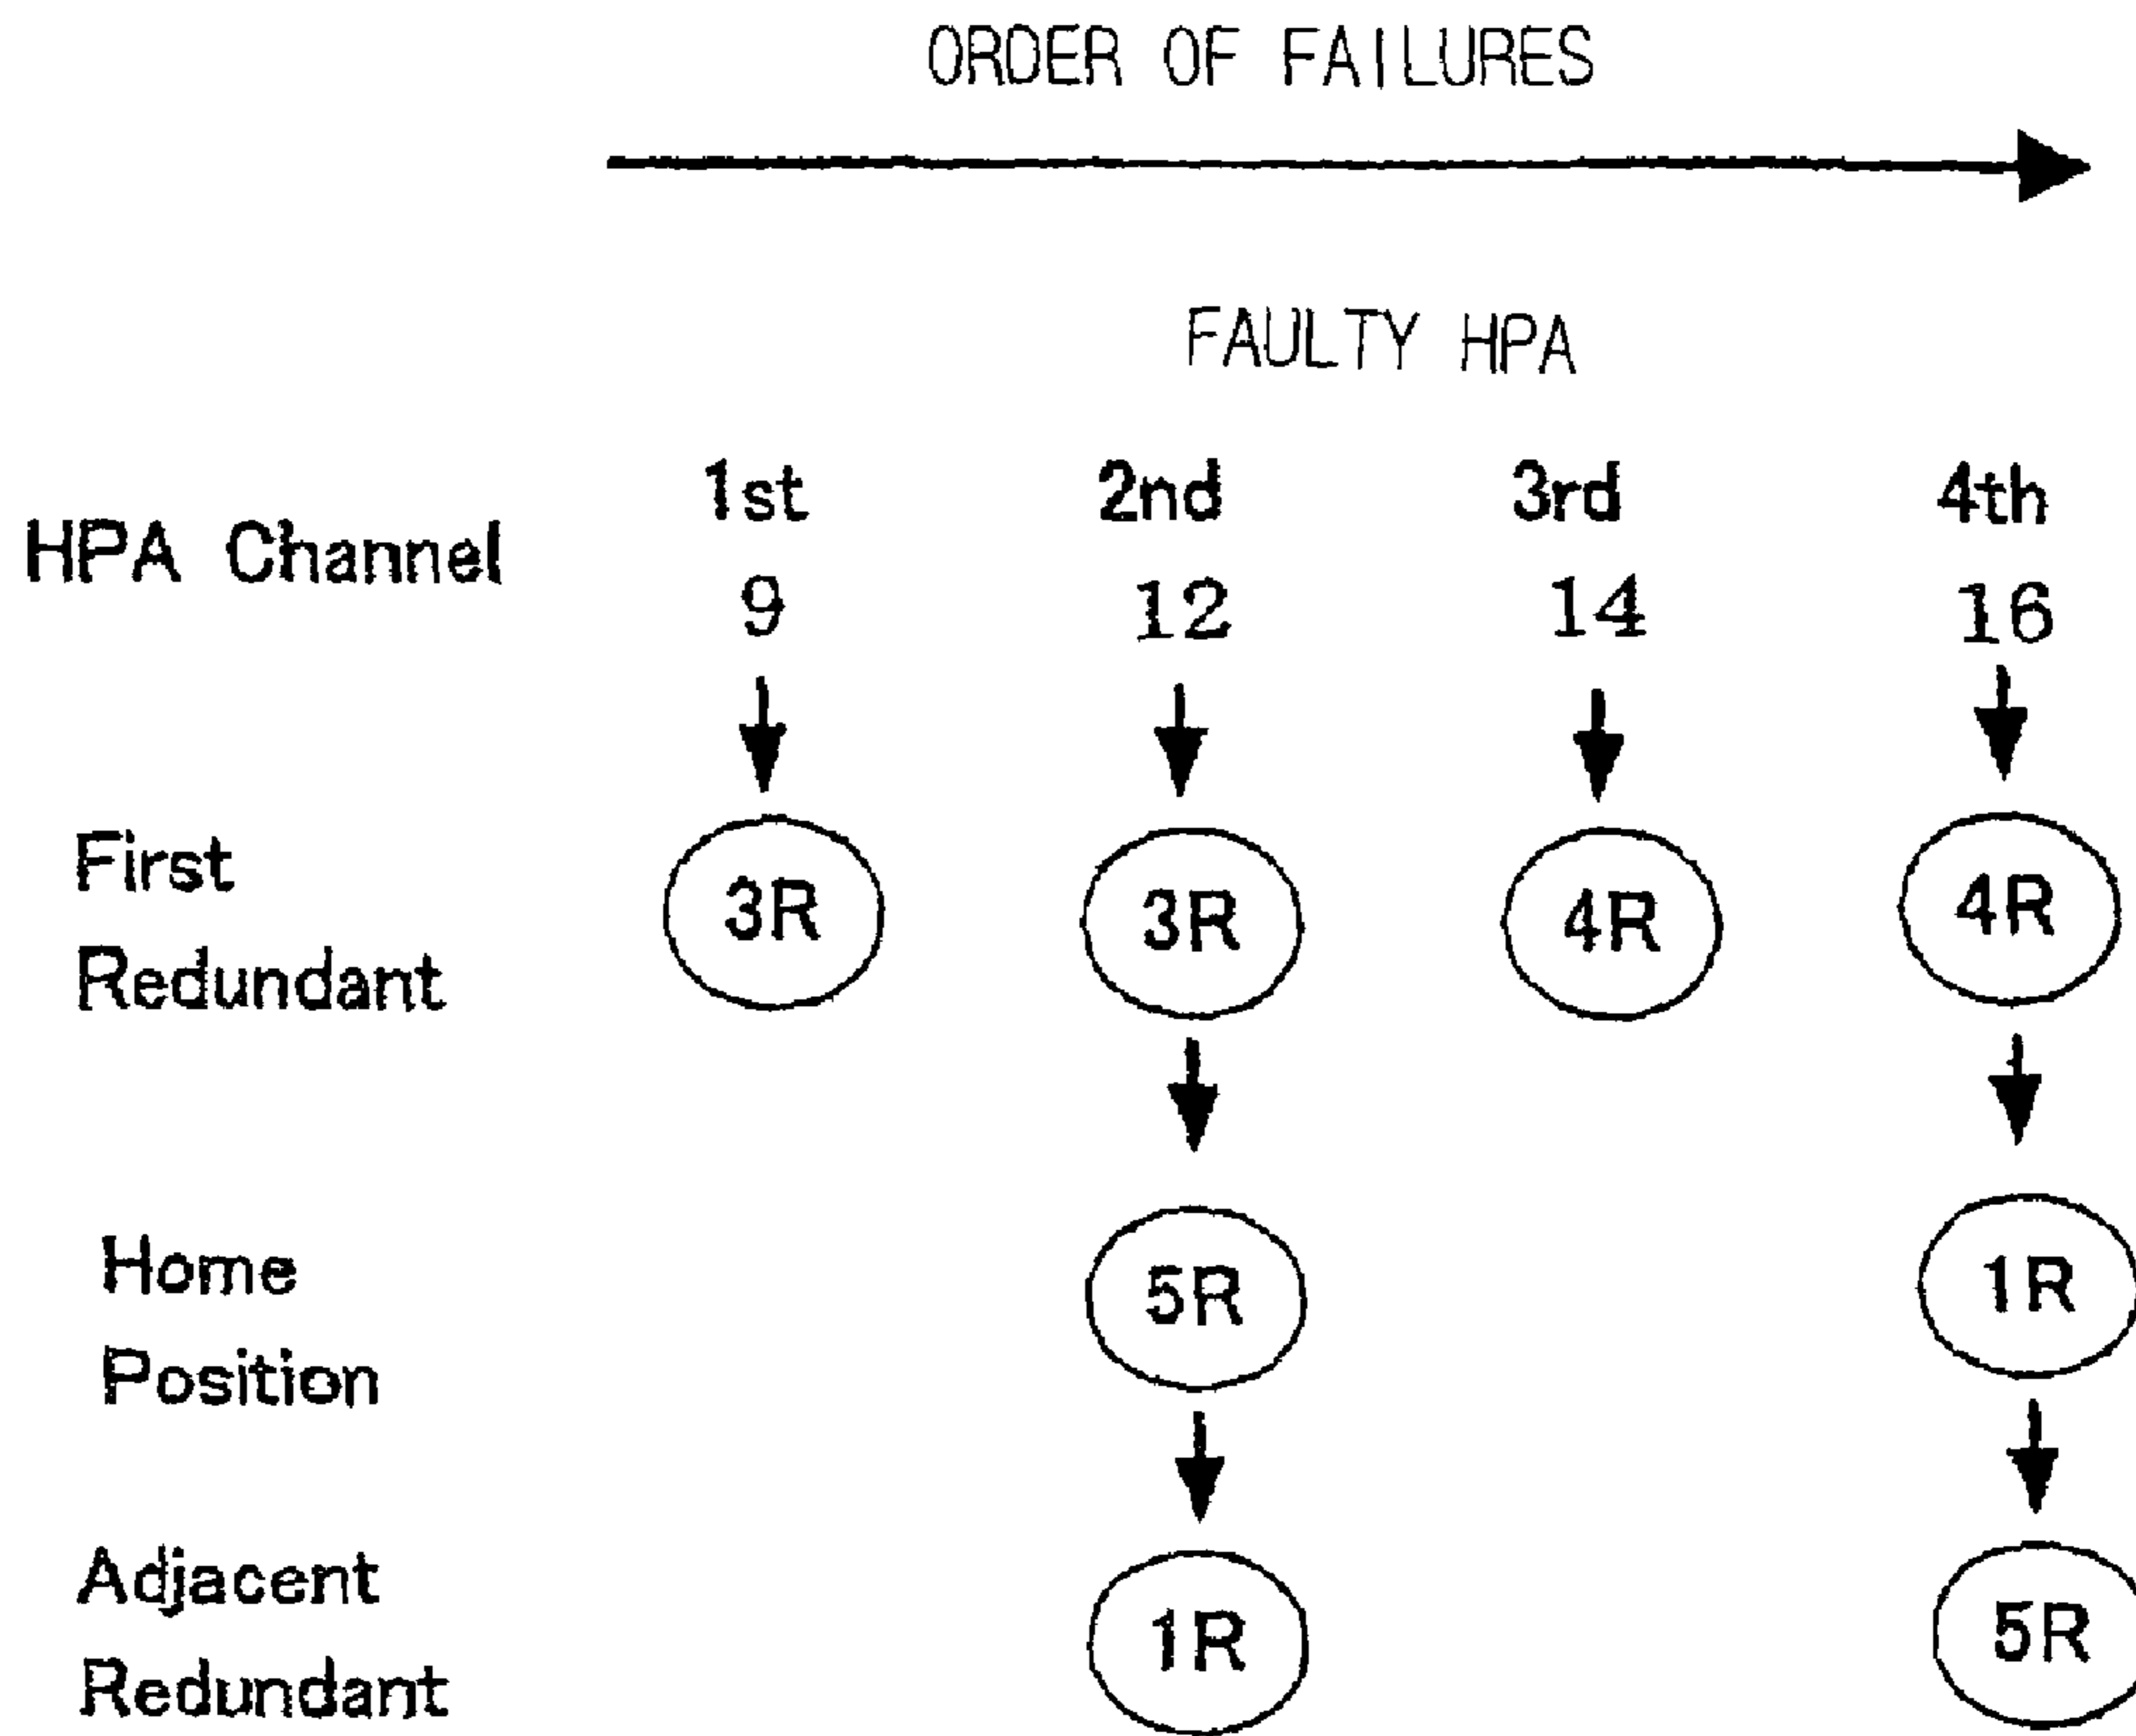 ORDER OF FAILURES
FAULTY HPA
1st 2nd 3rd 4th
HPA Channel
9 12 14 16
First
Redundant
3R 3R 4R 4R
Home
Position
5R 1R
Adjacent
Redundant
1R 5R